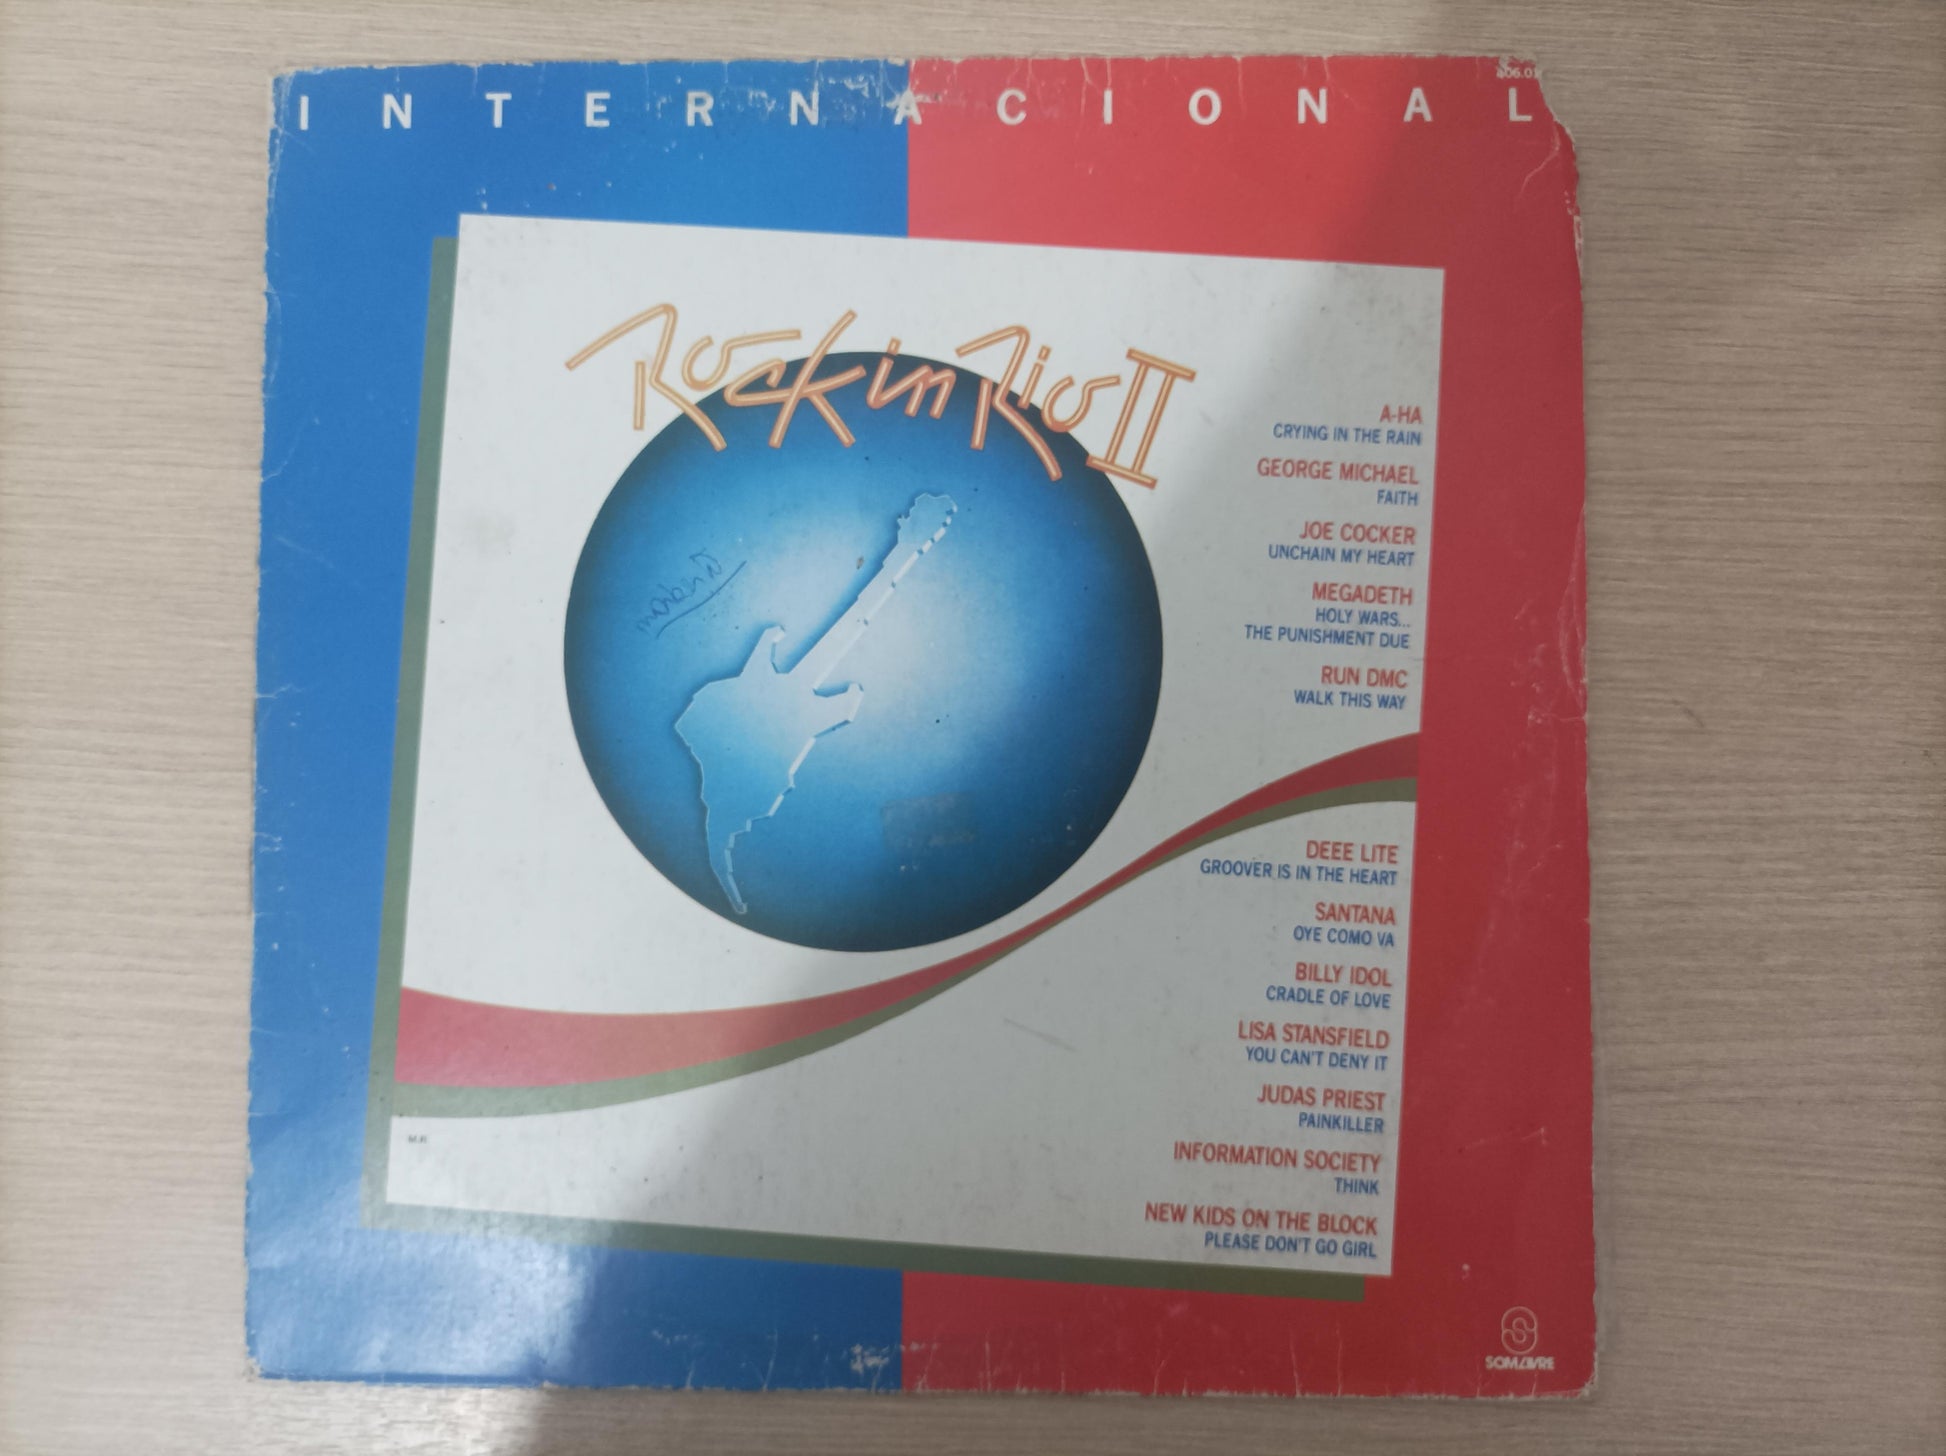 INTERNACIONAL
Rock in Rio II
A-HA
CRYING IN THE RAIN
GEORGE MICHAEL
FAITH
JOE COCKER
UNCHAIN MY HEART
MEGADETH
HOLY WARS...
THE PUNISHMENT DUE
RUN DMC
WALK THIS WAY
DEEE LITE
GROOVER IS IN THE HEART
SANTANA
OYE COMO VA
BILLY IDOL
CRADLE OF LOVE
LISA STANSFIELD
YOU CAN'T DENY IT
JUDAS PRIEST
PAINKILLER
INFORMATION SOCIETY
THINK
NEW KIDS ON THE BLOCK
PLEASE DON'T GO GIRL
SOM LIVRE